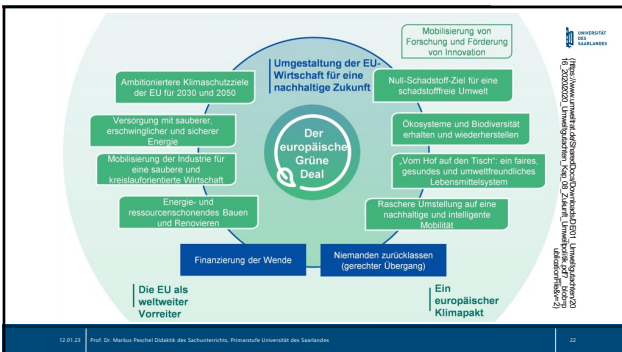 Mobilisierung von
Forschung und Förderung
von Innovation
UNIVERSITÄT
DES
SAARLANDES
Umgestaltung der EU-
Wirtschaft für eine
nachhaltige Zukunft
Ambitioniertere Klimaschutzziele
der EU für 2030 und 2050
Null-Schadstoff-Ziel für eine
schadstofffreie Umwelt
Versorgung mit sauberer,
erschwinglicher und sicherer
Energie
Ökosysteme und Biodiversität
erhalten und wiederherstellen
Der
europäische
Grüne
Deal
Mobilisierung der Industrie für
eine saubere und
kreislauforientierte Wirtschaft
„Vom Hof auf den Tisch“: ein faires,
gesundes und umweltfreundliches
Lebensmittelsystem
Energie- und
ressourcenschonendes Bauen
und Renovieren
Raschere Umstellung auf eine
nachhaltige und intelligente
Mobilität
Finanzierung der Wende
Niemanden zurücklassen
(gerechter Übergang)
Die EU als
weltweiter
Vorreiter
Ein
europäischer
Klimapakt
12.01.23
Prof. Dr. Markus Peschel Didaktik des Sachunterrichts, Primarstufe Universität des Saarlandes
22